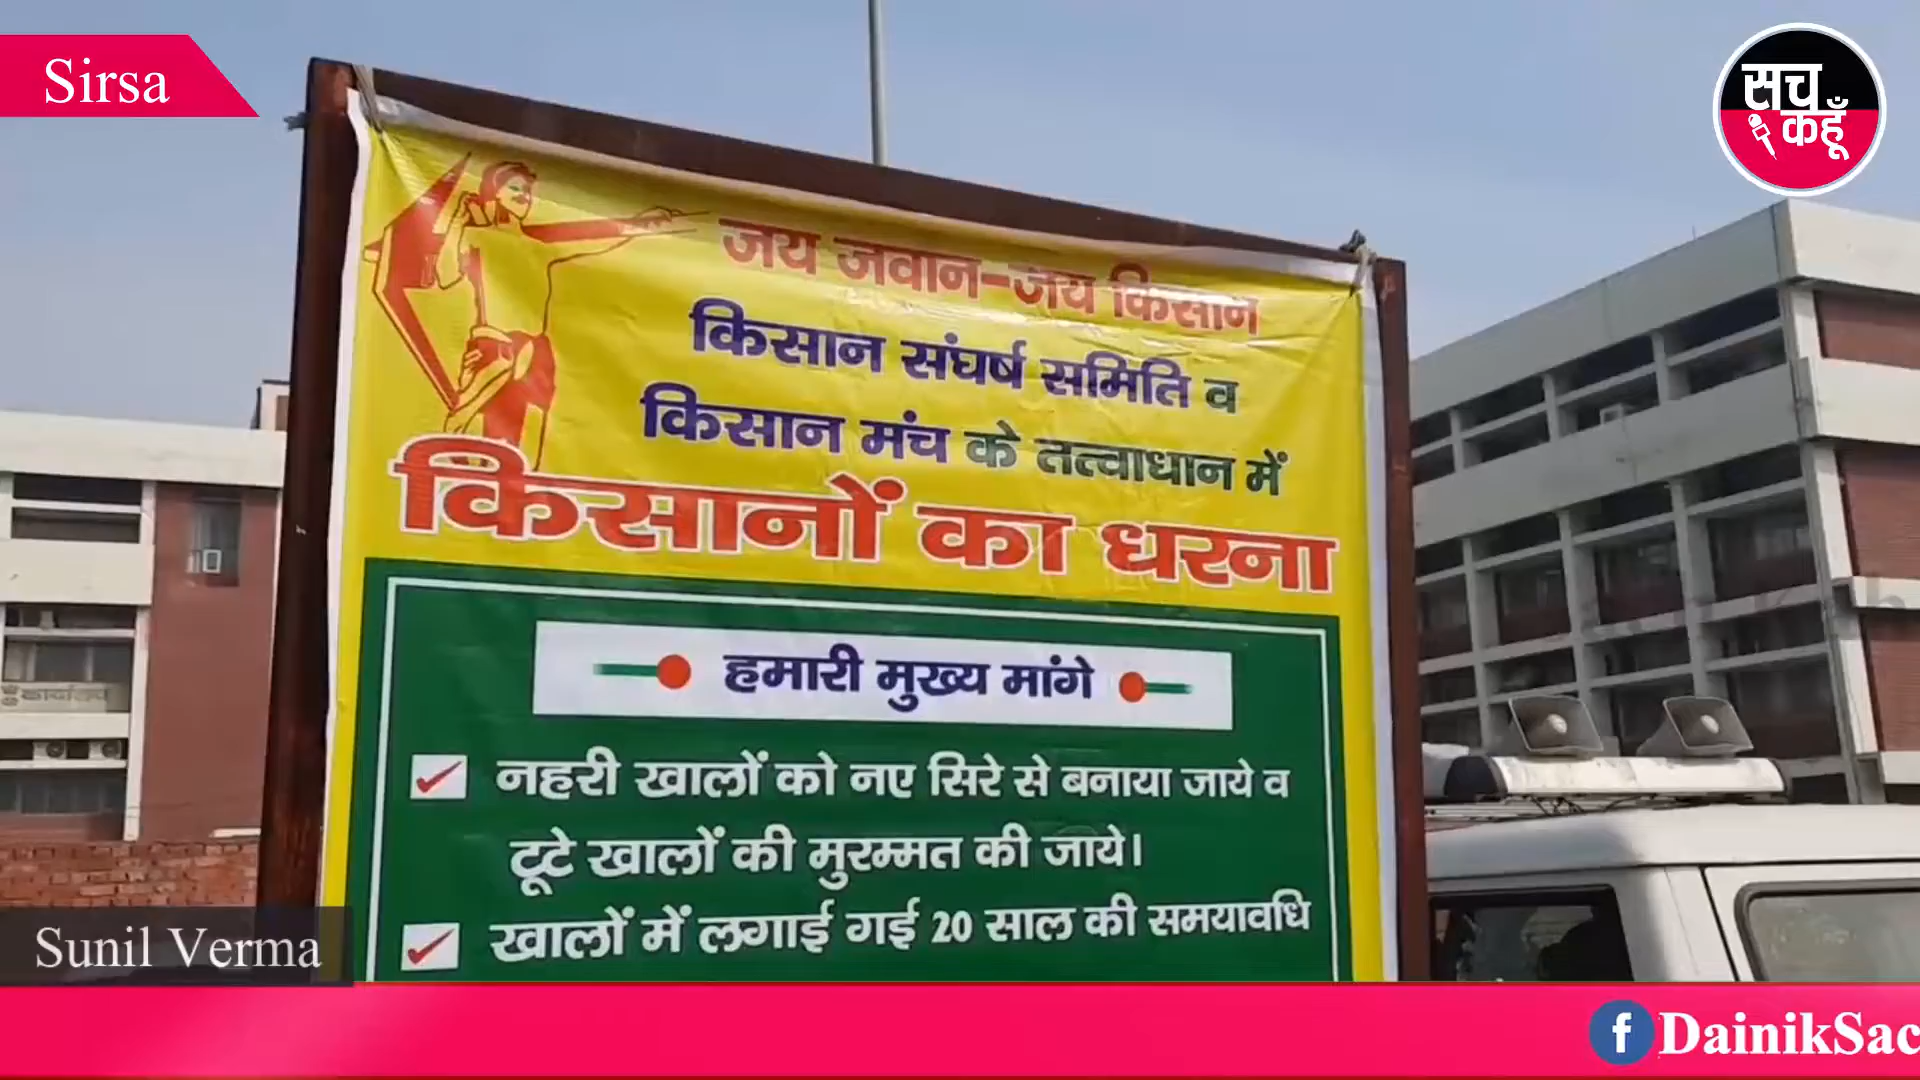 Sirsa
सच
कहूँ
जय जवान-जय किसान
किसान संघर्ष समिति व
किसान मंच के तत्वाधान में
किसानों का धरना
हमारी मुख्य मांगे
नहरी खालों को नए सिरे से बनाया जाये व
टूटे खालों की मुरम्मत की जाये।
खालों में लगाई गई 20 साल की समयावधि
Sunil Verma
DainikSac